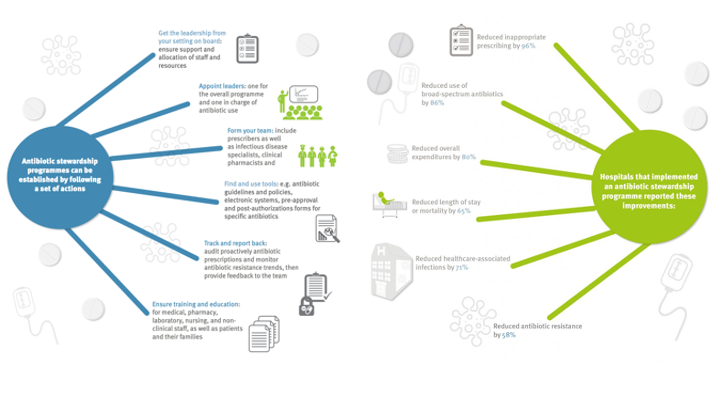 Antibiotic stewardship
programmes can be
established by following
a set of actions
Get the leadership from
your setting on board:
ensure support and
allocation of staff and
resources
Appoint leaders: one for
the overall programme
and one in charge of
antibiotic use
Form your team: include
prescribers as well
as infectious disease
specialists, clinical
pharmacists and
Find and use tools: e.g. antibiotic
guidelines and policies,
electronic systems, pre-approval
and post-authorizations forms for
specific antibiotics
Track and report back:
audit proactively antibiotic
prescriptions and monitor
antibiotic resistance trends, then
provide feedback to the team
Ensure training and education:
for medical, pharmacy,
laboratory, nursing, and non-
clinical staff, as well as patients
and their families
Hospitals that implemented
an antibiotic stewardship
programme reported these
improvements:
Reduced inappropriate
prescribing by 96%
Reduced use of
broad-spectrum antibiotics
by 86%
Reduced overall
expenditures by 80%
Reduced length of stay
or mortality by 65%
Reduced healthcare-associated
infections by 71%
Reduced antibiotic resistance
by 58%
H